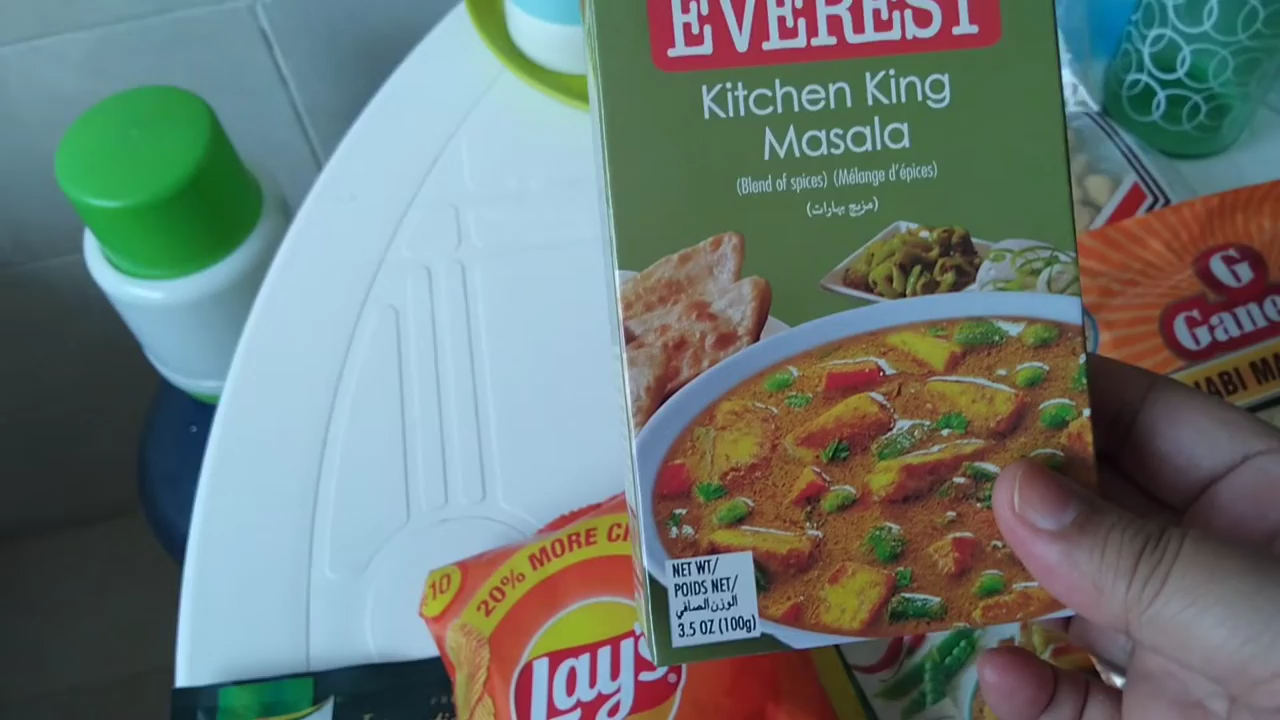 EVEREST
Kitchen King
Masala
(Blend of spices) (Mélange d'épices)
(مزيج بهارات)
G
NET WT/
POIDS NET/
الوزن الصافي
3.5 OZ (100g)
10
20% MORE
Lay's